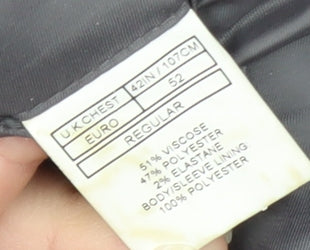 U.K.CHEST 42IN / 107CM
EURO 52
REGULAR
51% VISCOSE
47% POLYESTER
2% ELASTANE
BODY/SLEEVE LINING
100% POLYESTER